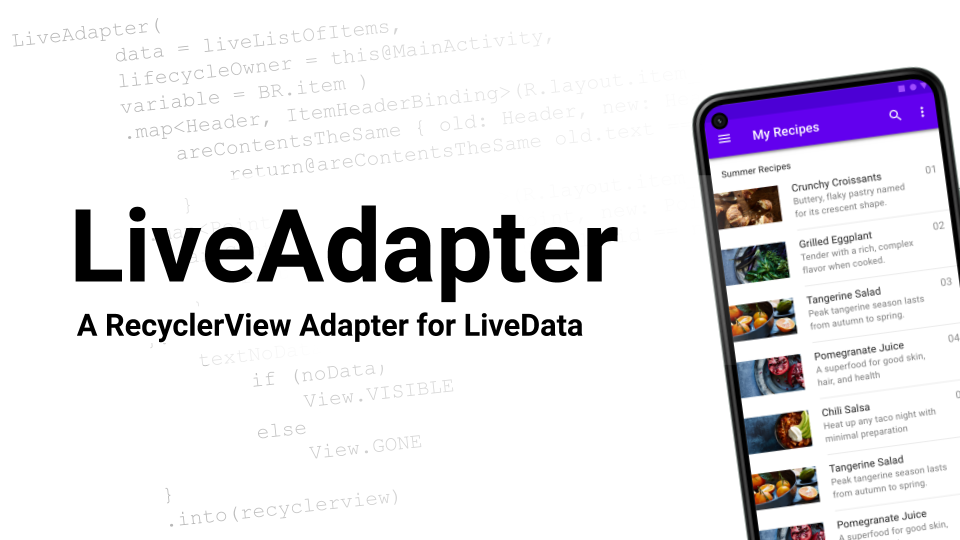 LiveAdapter(
data = liveListOfItems,
lifecycleOwner = this@MainActivity,
variable = BR.item )
.map<Header, ItemHeaderBinding>(R.layout.item
areContentsTheSame { old: Header, new:
return@areContentsTheSame old.text
}
LiveAdapter
A RecyclerView Adapter for LiveData
}
textNoDa
if (noData)
View.VISIBLE
else
View.GONE
}
.into(recyclerview)
My Recipes
Summer Recipes
Crunchy Croissants
01
Buttery, flaky pastry named
for its crescent shape.
Grilled Eggplant
02
Tender with a rich, complex
flavor when cooked.
Tangerine Salad
03
Peak tangerine season lasts
from autumn to spring.
Pomegranate Juice
04
A superfood for good skin,
hair, and health
Chili Salsa
Heat up any taco night with
minimal preparation
Tangerine Salad
Peak tangerine season lasts
from autumn to spring.
Pomegranate Juice
A superfood for good skin,